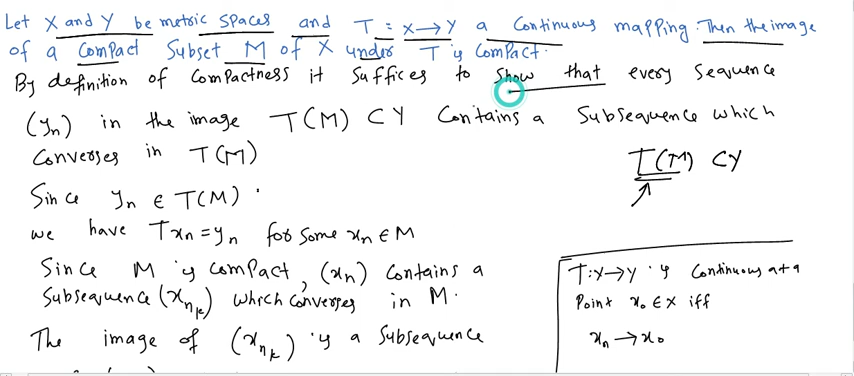 Let X and Y be metric spaces and T : X→Y a Continuous mapping. Then the image
of a Compact Subset M of X under T is Compact.
By definition of Compactness it Suffices to Show that every Sequence
(yn) in the image T(M) ⊂ Y Contains a Subsequence which
Converges in T(M)
T(M) ⊂ Y
Since yn ∈ T(M).
we have Txn = yn for some xn ∈ M
Since M is compact, (xn) Contains a
Subsequence (xnk) which converges in M.
The image of (xnk) is a Subsequence
T:X→Y is Continuous at a
Point x₀ ∈ X iff
xn → x₀